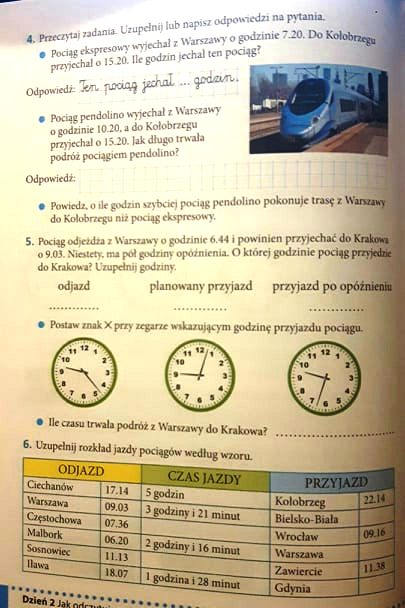 4. Przeczytaj zadania. Uzupełnij lub napisz odpowiedzi na pytania.
• Pociąg ekspresowy wyjechał z Warszawy o godzinie 7.20. Do Kołobrzegu
przyjechał o 15.20. Ile godzin jechał ten pociąg?
Odpowiedź: Ten pociąg jechał ... godzin.
• Pociąg pendolino wyjechał z Warszawy
o godzinie 10.20, a do Kołobrzegu
przyjechał o 15.20. Jak długo trwała
podróż pociągiem pendolino?
Odpowiedź:
• Powiedz, o ile godzin szybciej pociąg pendolino pokonuje trasę z Warszawy
do Kołobrzegu niż pociąg ekspresowy.
5. Pociąg odjeżdża z Warszawy o godzinie 6.44 i powinien przyjechać do Krakowa
o 9.03. Niestety, ma pół godziny opóźnienia. O której godzinie pociąg przyjedzie
do Krakowa? Uzupełnij godziny.
odjazd planowany przyjazd przyjazd po opóźnieniu
• Postaw znak X przy zegarze wskazującym godzinę przyjazdu pociągu.
12 1 2 3 4 5 6 7 8 9 10 11
12 1 2 3 4 5 6 7 8 9 10 11
12 1 2 3 4 5 6 7 8 9 10 11
• Ile czasu trwała podróż z Warszawy do Krakowa?
6. Uzupełnij rozkład jazdy pociągów według wzoru.
ODJAZD CZAS JAZDY PRZYJAZD
Ciechanów 17.14 5 godzin Kołobrzeg 22.14
Warszawa 09.03 3 godziny i 21 minut Bielsko-Biała
Częstochowa 07.36 Wrocław 09.16
Malbork 06.20 2 godziny i 16 minut Warszawa
Sosnowiec 11.13 Zawiercie 11.38
Iława 18.07 1 godzina i 28 minut Gdynia
Dzień 2 Jak